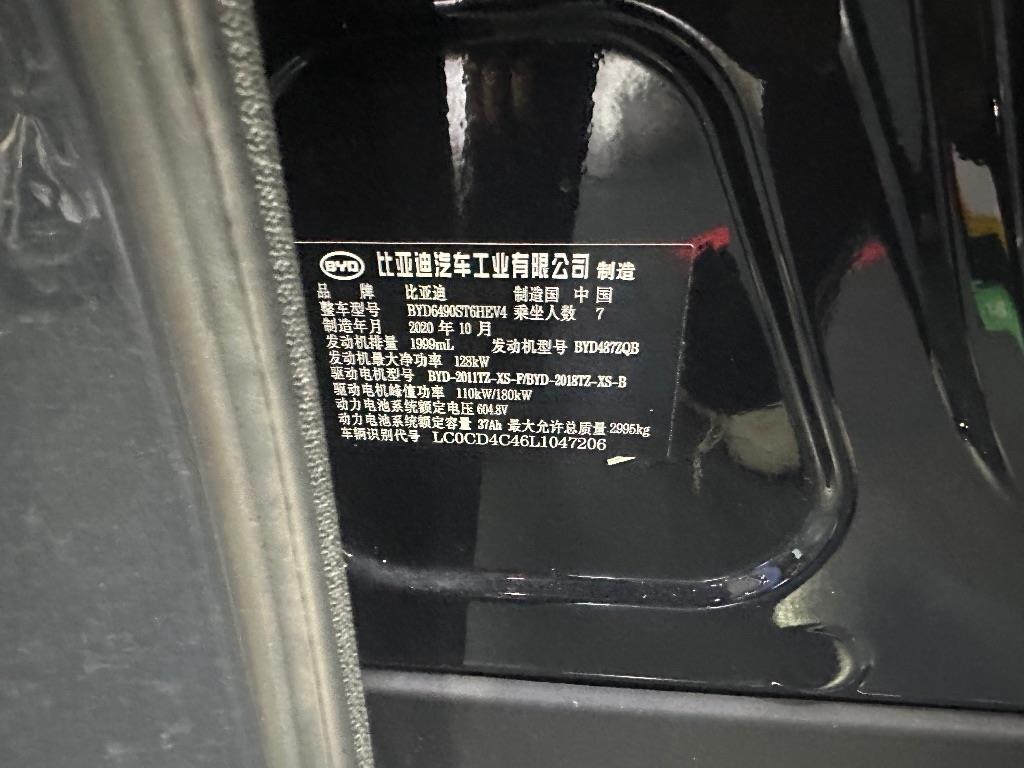 BYD 比亚迪汽车工业有限公司 制造
品 牌 比亚迪 制造国 中国
整车型号 BYD6490ST6HEV4 乘坐人数 7
制造年月 2020 年 10 月
发动机排量 1999mL 发动机型号 BYD487ZQB
发动机最大净功率 128kW
驱动电机型号 BYD-2011TZ-XS-F/BYD-2018TZ-XS-B
驱动电机峰值功率 110kW/180kW
动力电池系统额定电压 604.8V
动力电池系统额定容量 37Ah 最大允许总质量 2995kg
车辆识别代号 LC0CD4C46L1047206